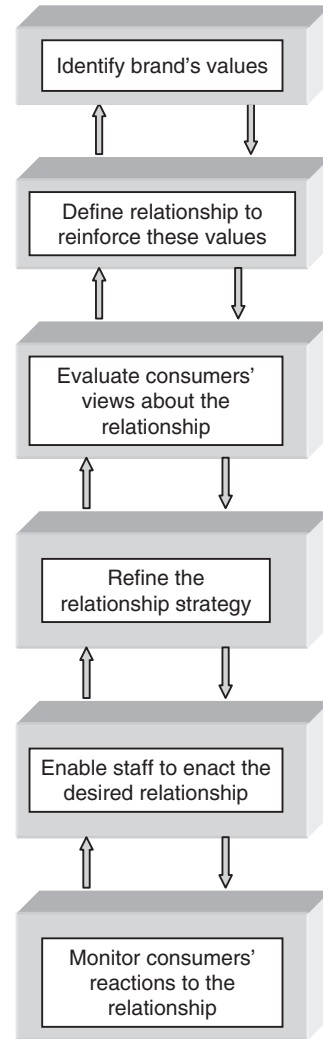 Identify brand’s values
Define relationship to
reinforce these values
Evaluate consumers’
views about the
relationship
Refine the
relationship strategy
Enable staff to enact the
desired relationship
Monitor consumers’
reactions to the
relationship